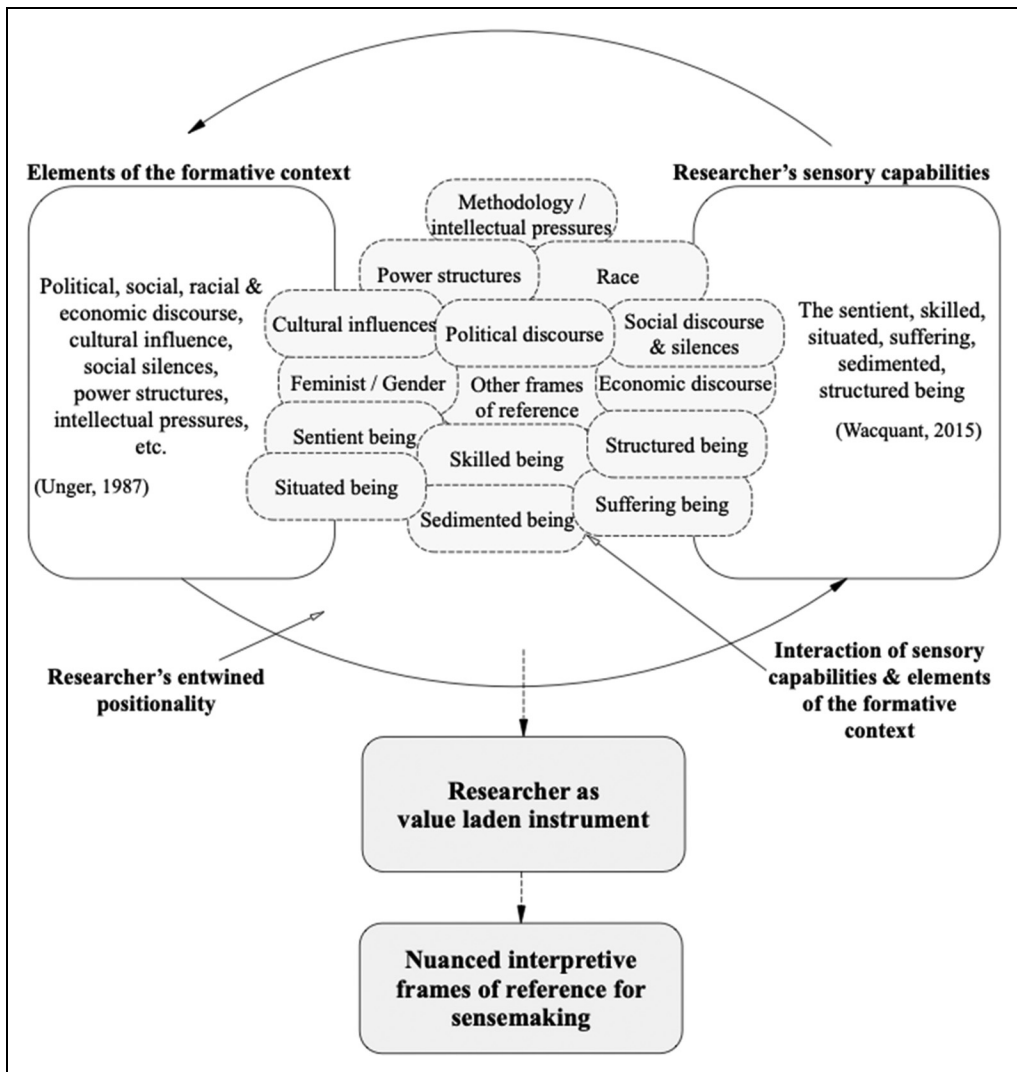 Elements of the formative context
Political, social, racial &
economic discourse,
cultural influence,
social silences,
power structures,
intellectual pressures,
etc.
(Unger, 1987)
Methodology /
intellectual pressures
Power structures
Race
Cultural influences
Political discourse
Social discourse
& silences
Feminist / Gender
Other frames
of reference
Economic discourse
Sentient being
Skilled being
Structured being
Situated being
Sedimented being
Suffering being
Researcher's sensory capabilities
The sentient, skilled,
situated, suffering,
sedimented,
structured being
(Wacquant, 2015)
Researcher's entwined
positionality
Interaction of sensory
capabilities & elements
of the formative
context
Researcher as
value laden instrument
Nuanced interpretive
frames of reference for
sensemaking